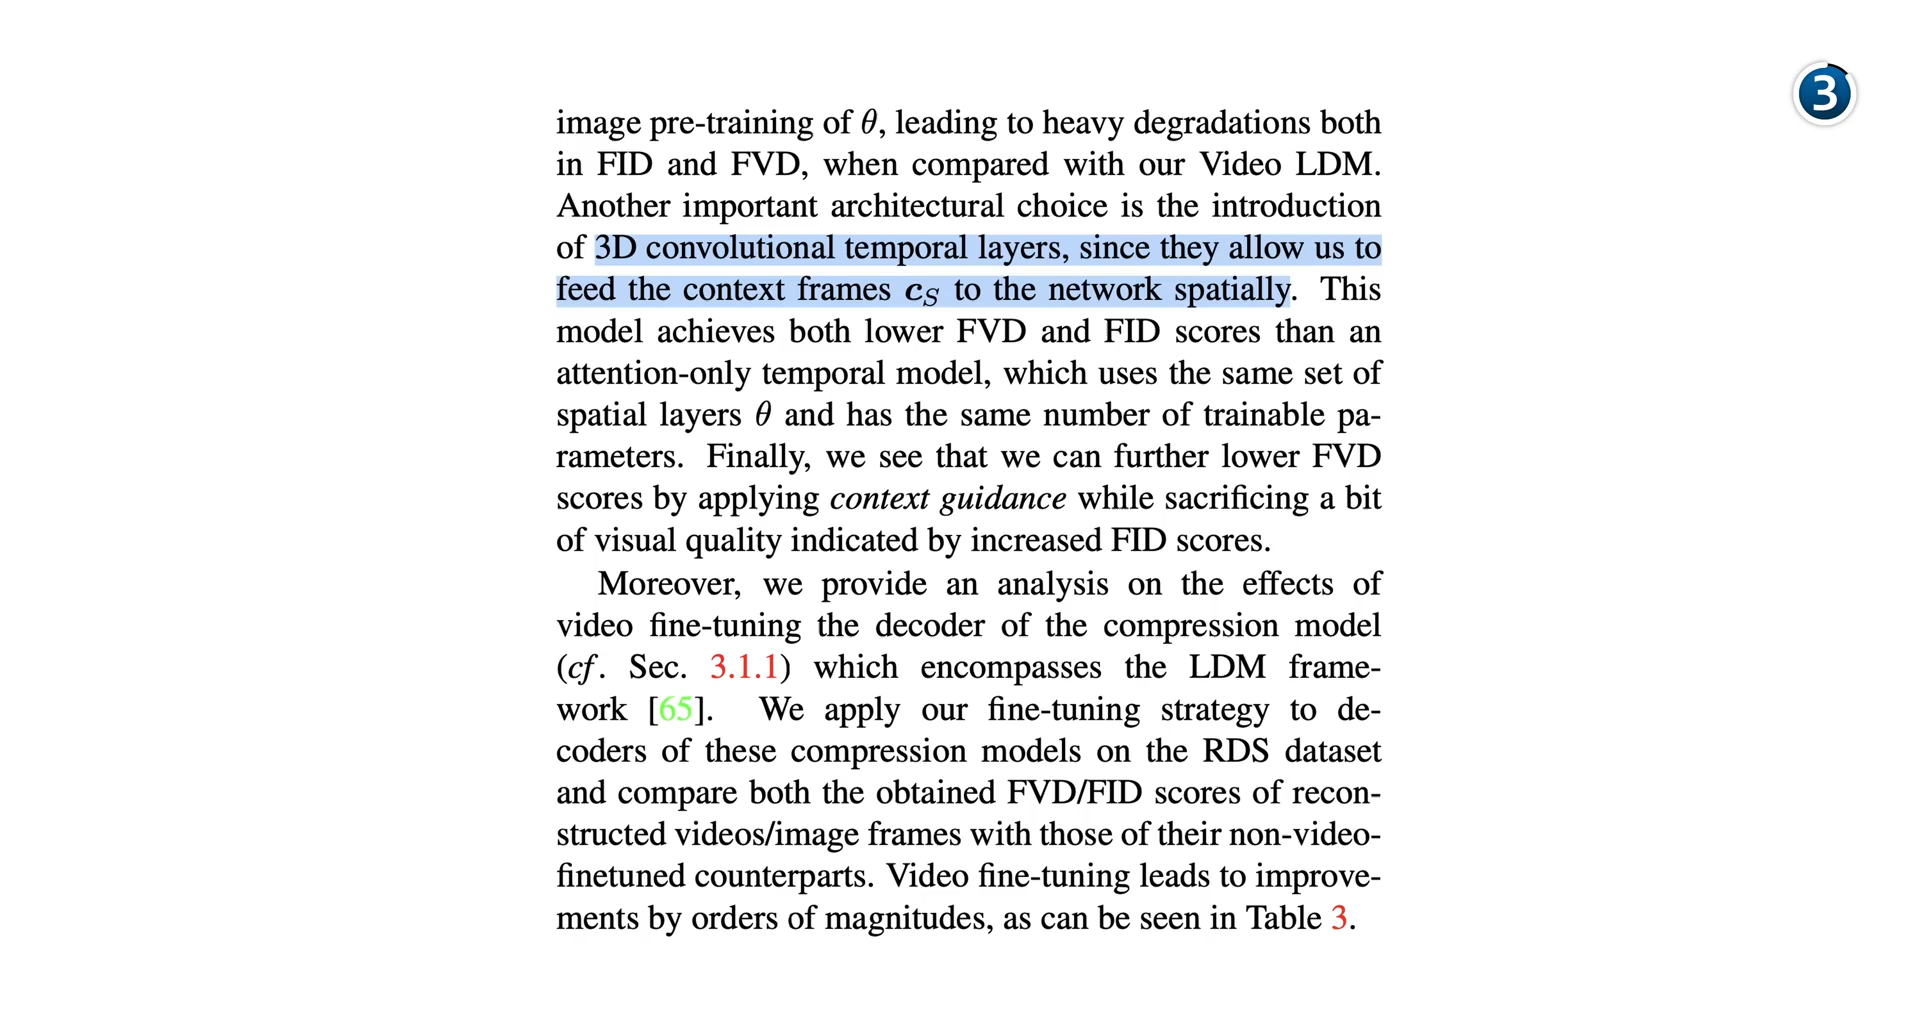 3
image pre-training of θ, leading to heavy degradations both
in FID and FVD, when compared with our Video LDM.
Another important architectural choice is the introduction
of 3D convolutional temporal layers, since they allow us to
feed the context frames c_S to the network spatially. This
model achieves both lower FVD and FID scores than an
attention-only temporal model, which uses the same set of
spatial layers θ and has the same number of trainable pa-
rameters. Finally, we see that we can further lower FVD
scores by applying context guidance while sacrificing a bit
of visual quality indicated by increased FID scores.
Moreover, we provide an analysis on the effects of
video fine-tuning the decoder of the compression model
(cf. Sec. 3.1.1) which encompasses the LDM frame-
work [65]. We apply our fine-tuning strategy to de-
coders of these compression models on the RDS dataset
and compare both the obtained FVD/FID scores of recon-
structed videos/image frames with those of their non-video-
finetuned counterparts. Video fine-tuning leads to improve-
ments by orders of magnitudes, as can be seen in Table 3.